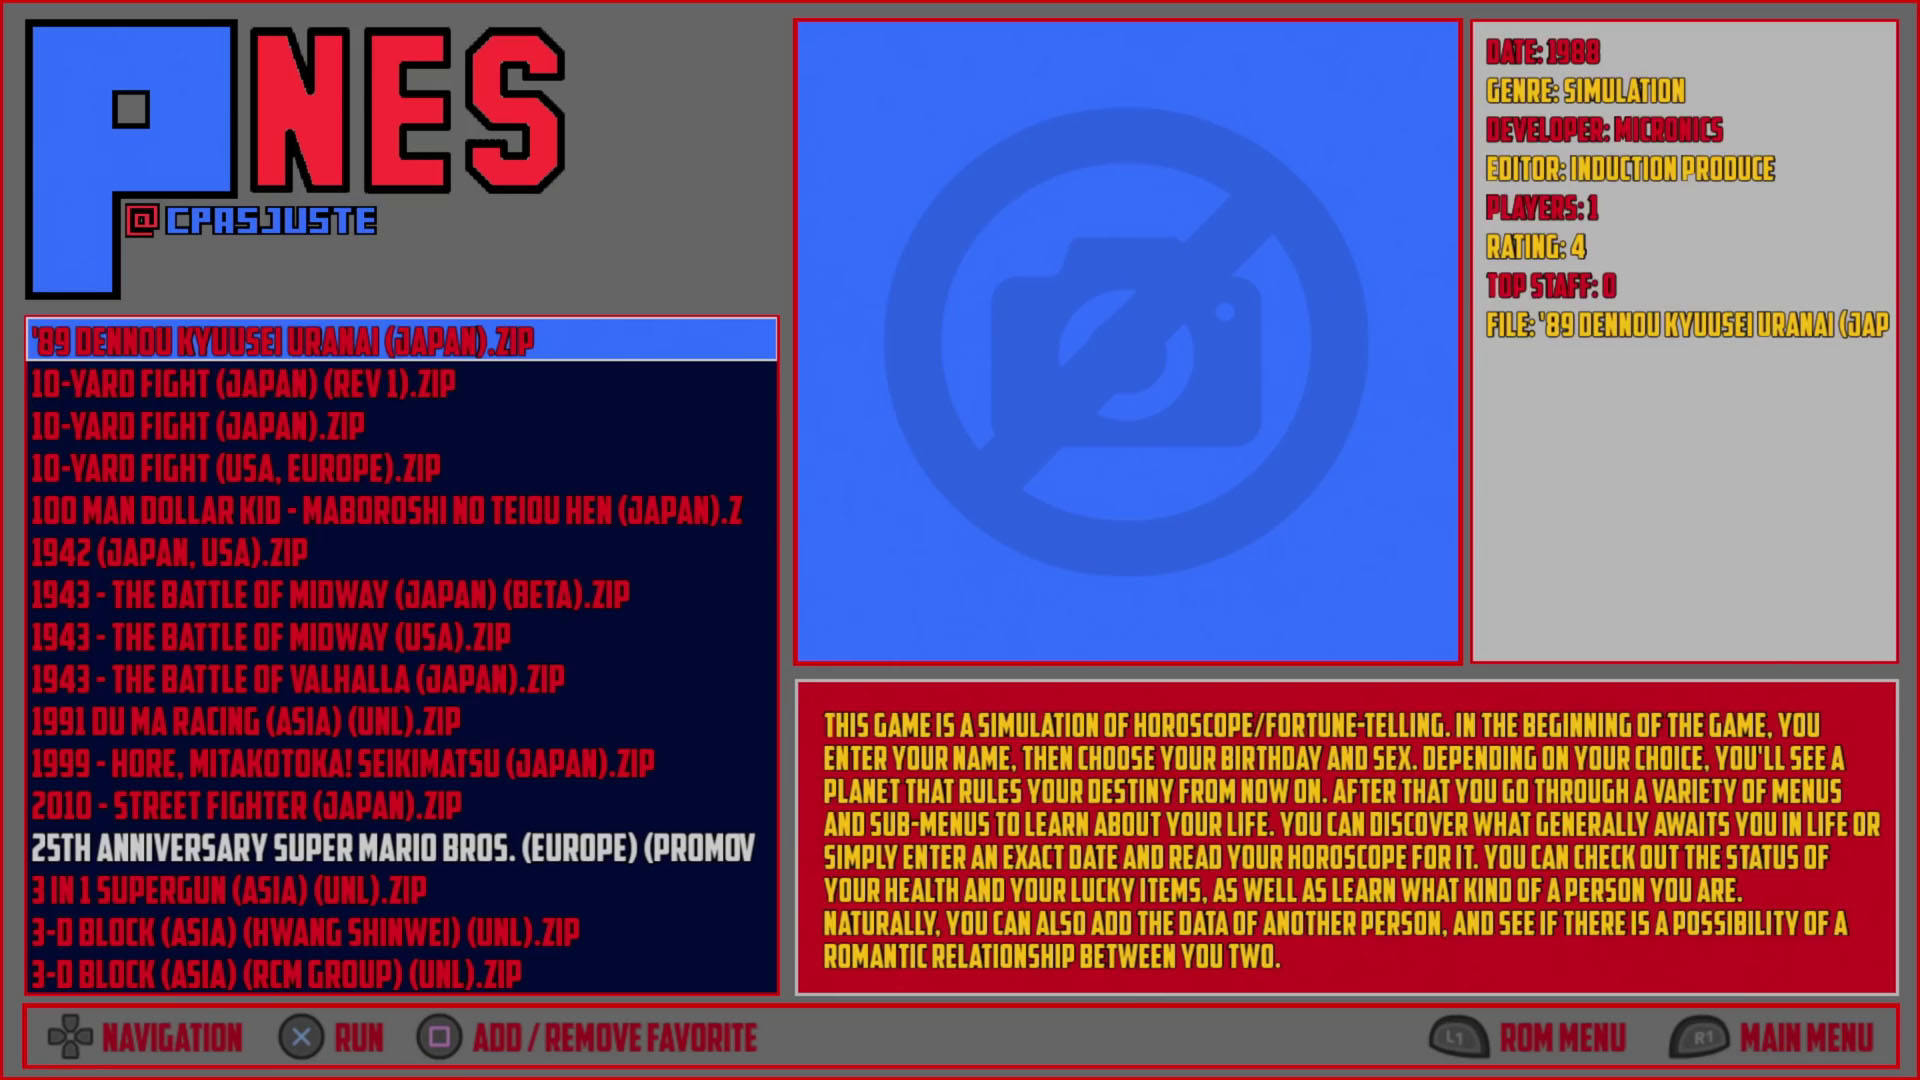 PNES
@CPASJUSTE
'89 DENNOU KYUUSEI URANAI (JAPAN).ZIP
10-YARD FIGHT (JAPAN) (REV 1).ZIP
10-YARD FIGHT (JAPAN).ZIP
10-YARD FIGHT (USA, EUROPE).ZIP
100 MAN DOLLAR KID - MABOROSHI NO TEIOU HEN (JAPAN).Z
1942 (JAPAN, USA).ZIP
1943 - THE BATTLE OF MIDWAY (JAPAN) (BETA).ZIP
1943 - THE BATTLE OF MIDWAY (USA).ZIP
1943 - THE BATTLE OF VALHALLA (JAPAN).ZIP
1991 DU MA RACING (ASIA) (UNL).ZIP
1999 - HORE, MITAKOTOKA! SEIKIMATSU (JAPAN).ZIP
2010 - STREET FIGHTER (JAPAN).ZIP
25TH ANNIVERSARY SUPER MARIO BROS. (EUROPE) (PROMOV
3 IN 1 SUPERGUN (ASIA) (UNL).ZIP
3-D BLOCK (ASIA) (HWANG SHINWEI) (UNL).ZIP
3-D BLOCK (ASIA) (RCM GROUP) (UNL).ZIP
DATE: 1988
GENRE: SIMULATION
DEVELOPER: MICRONICS
EDITOR: INDUCTION PRODUCE
PLAYERS: 1
RATING: 4
TOP STAFF: 0
FILE: '89 DENNOU KYUUSEI URANAI (JAP
THIS GAME IS A SIMULATION OF HOROSCOPE/FORTUNE-TELLING. IN THE BEGINNING OF THE GAME, YOU
ENTER YOUR NAME, THEN CHOOSE YOUR BIRTHDAY AND SEX. DEPENDING ON YOUR CHOICE, YOU'LL SEE A
PLANET THAT RULES YOUR DESTINY FROM NOW ON. AFTER THAT YOU GO THROUGH A VARIETY OF MENUS
AND SUB-MENUS TO LEARN ABOUT YOUR LIFE. YOU CAN DISCOVER WHAT GENERALLY AWAITS YOU IN LIFE OR
SIMPLY ENTER AN EXACT DATE AND READ YOUR HOROSCOPE FOR IT. YOU CAN CHECK OUT THE STATUS OF
YOUR HEALTH AND YOUR LUCKY ITEMS, AS WELL AS LEARN WHAT KIND OF A PERSON YOU ARE.
NATURALLY, YOU CAN ALSO ADD THE DATA OF ANOTHER PERSON, AND SEE IF THERE IS A POSSIBILITY OF A
ROMANTIC RELATIONSHIP BETWEEN YOU TWO.
NAVIGATION
RUN
ADD / REMOVE FAVORITE
L1 ROM MENU
R1 MAIN MENU